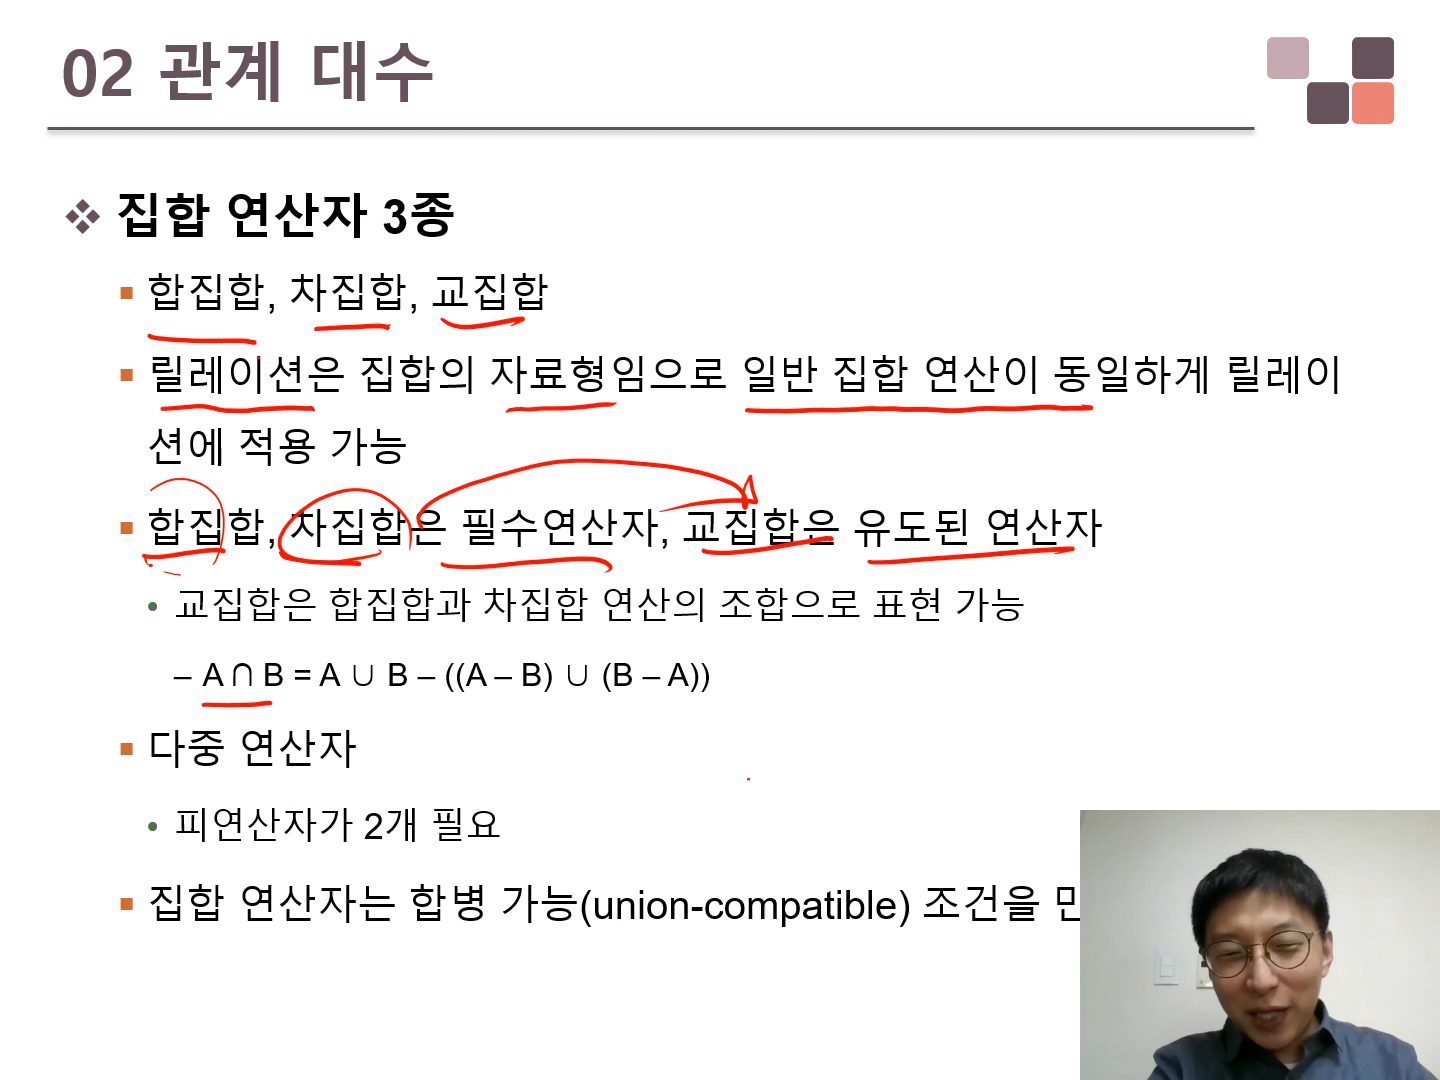 02 관계 대수
집합 연산자 3종
합집합, 차집합, 교집합
릴레이션은 집합의 자료형임으로 일반 집합 연산이 동일하게 릴레이
션에 적용 가능
합집합, 차집합은 필수연산자, 교집합은 유도된 연산자
교집합은 합집합과 차집합 연산의 조합으로 표현 가능
– A ∩ B = A ∪ B – ((A – B) ∪ (B – A))
다중 연산자
피연산자가 2개 필요
집합 연산자는 합병 가능(union-compatible) 조건을